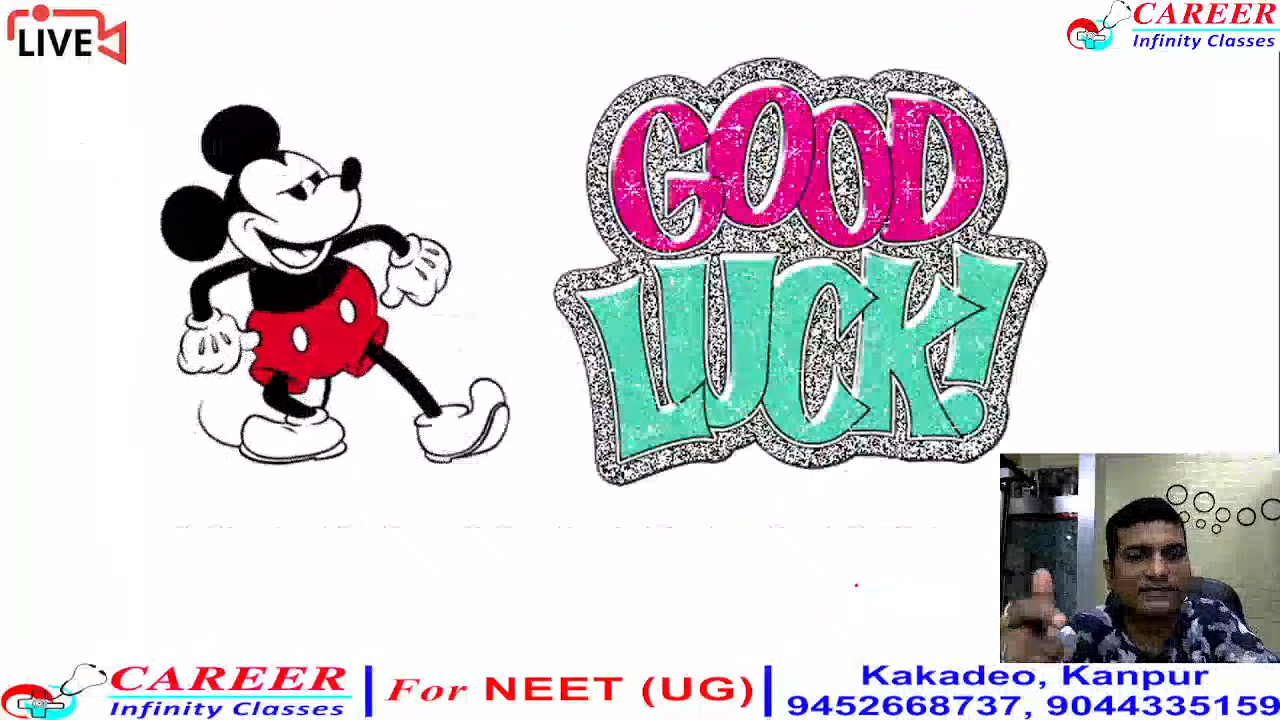 LIVE
CAREER
Infinity Classes
GOOD
LUCK!
CAREER
Infinity Classes
For NEET (UG)
Kakadeo, Kanpur
9452668737, 9044335159